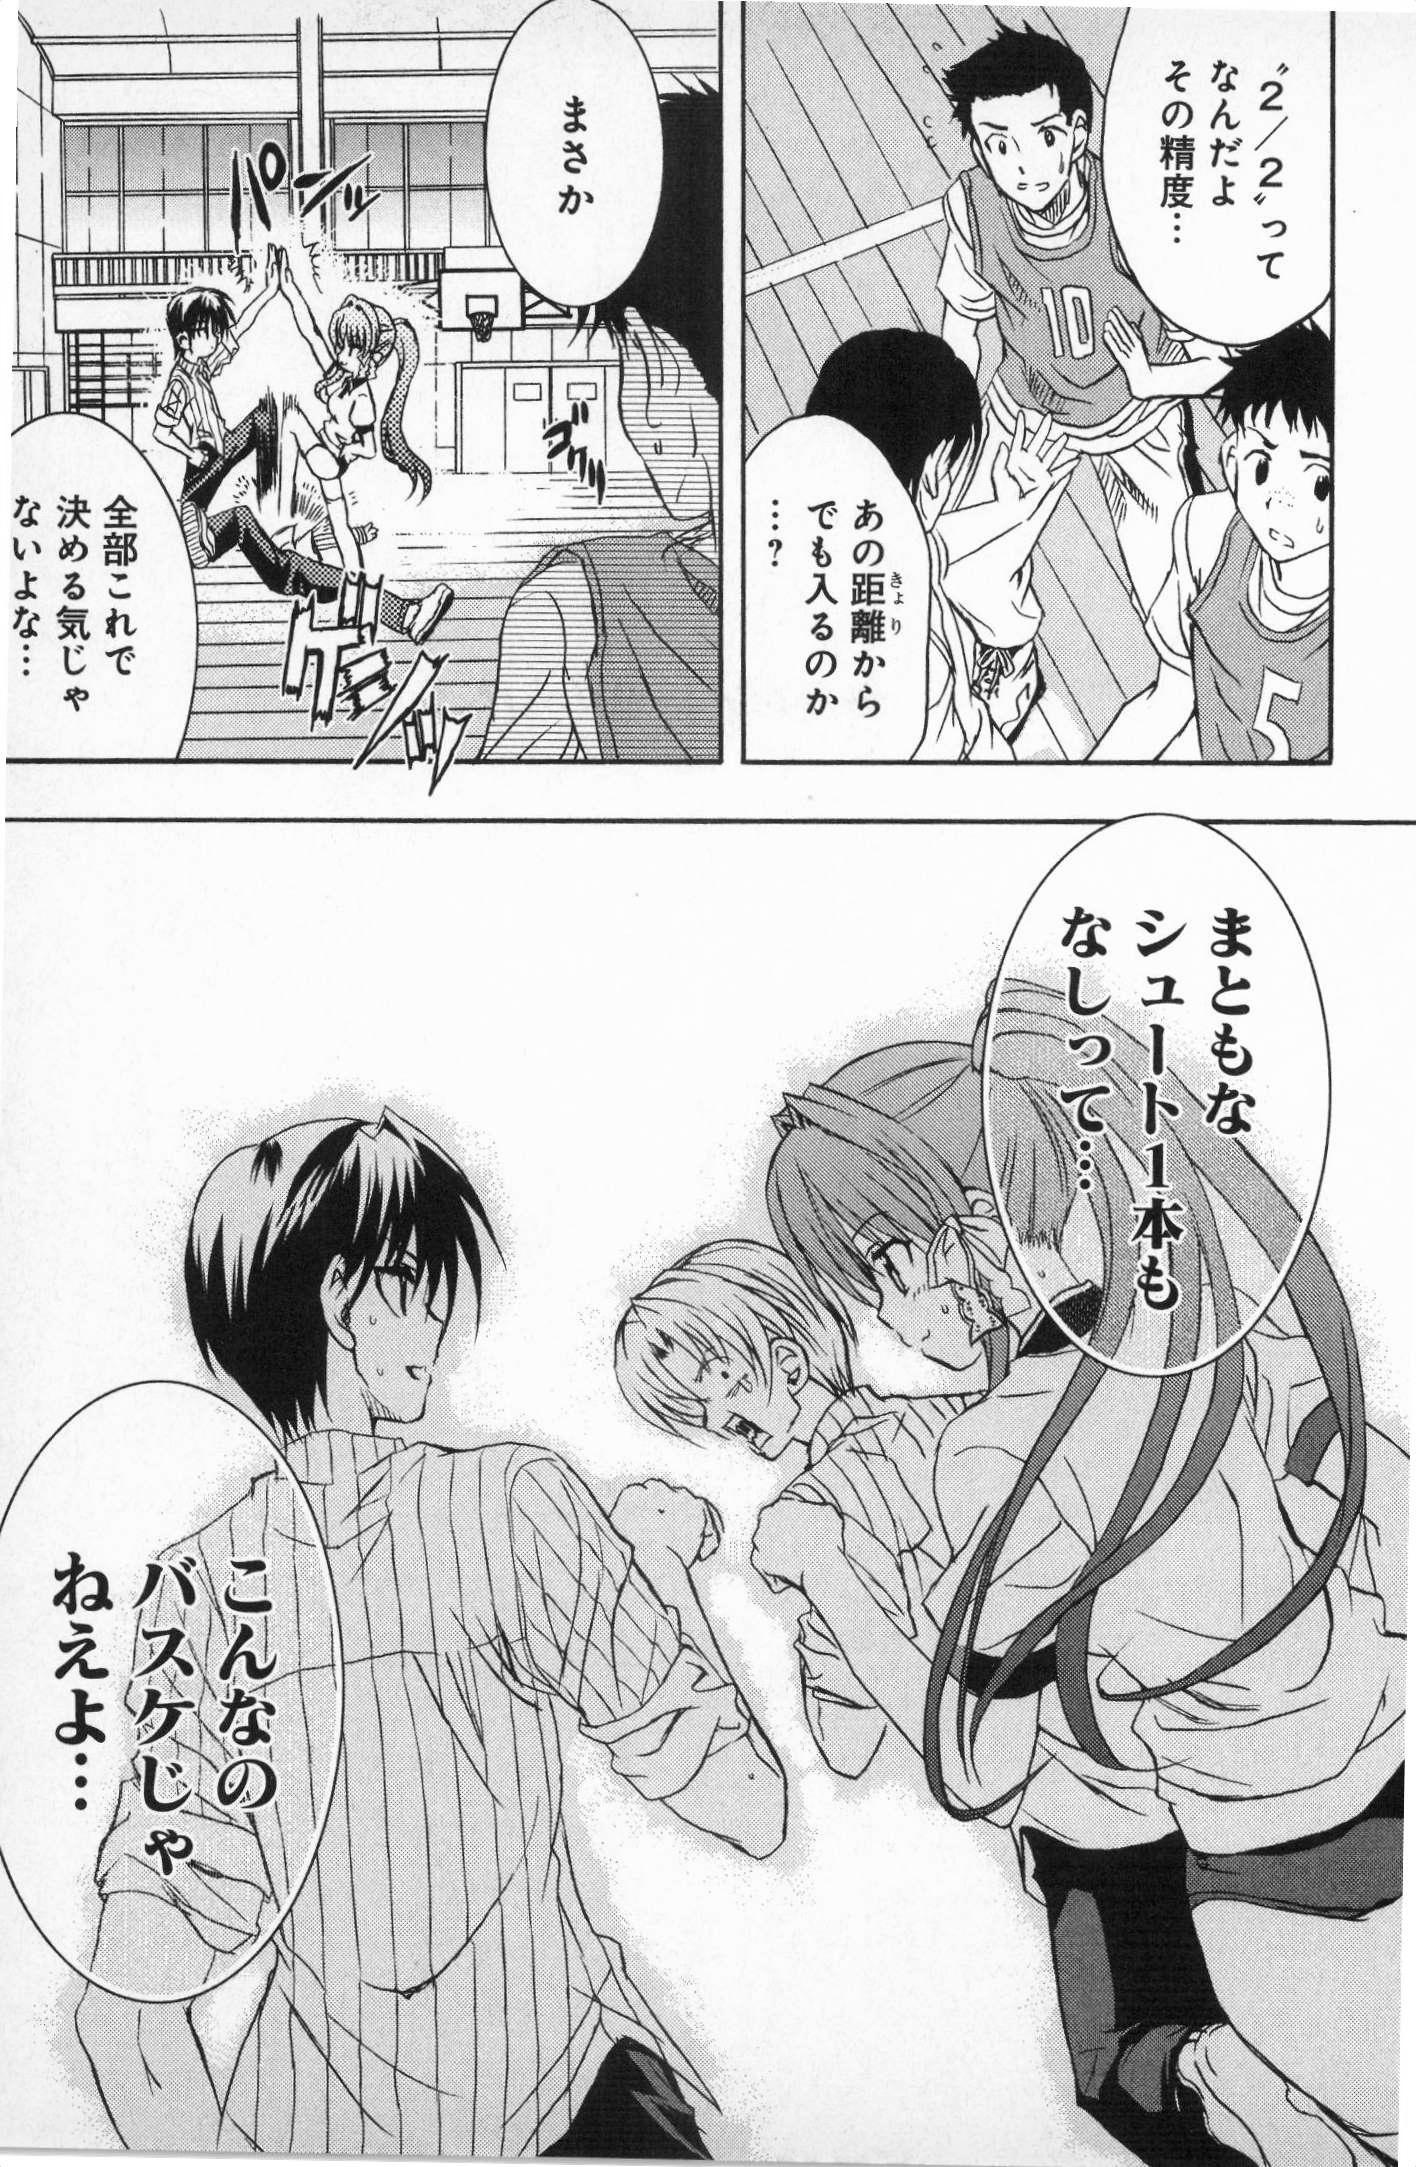 〝２／２〟って
なんだよ
その精度…
10
あの距離から
きょり
でも入るのか
…？
5
まさか
パンッ
ゴクッ
全部これで
決める気じゃ
ないよな…
まともな
シュート1本も
なしって…
こんなの
バスケじゃ
ねえよ…